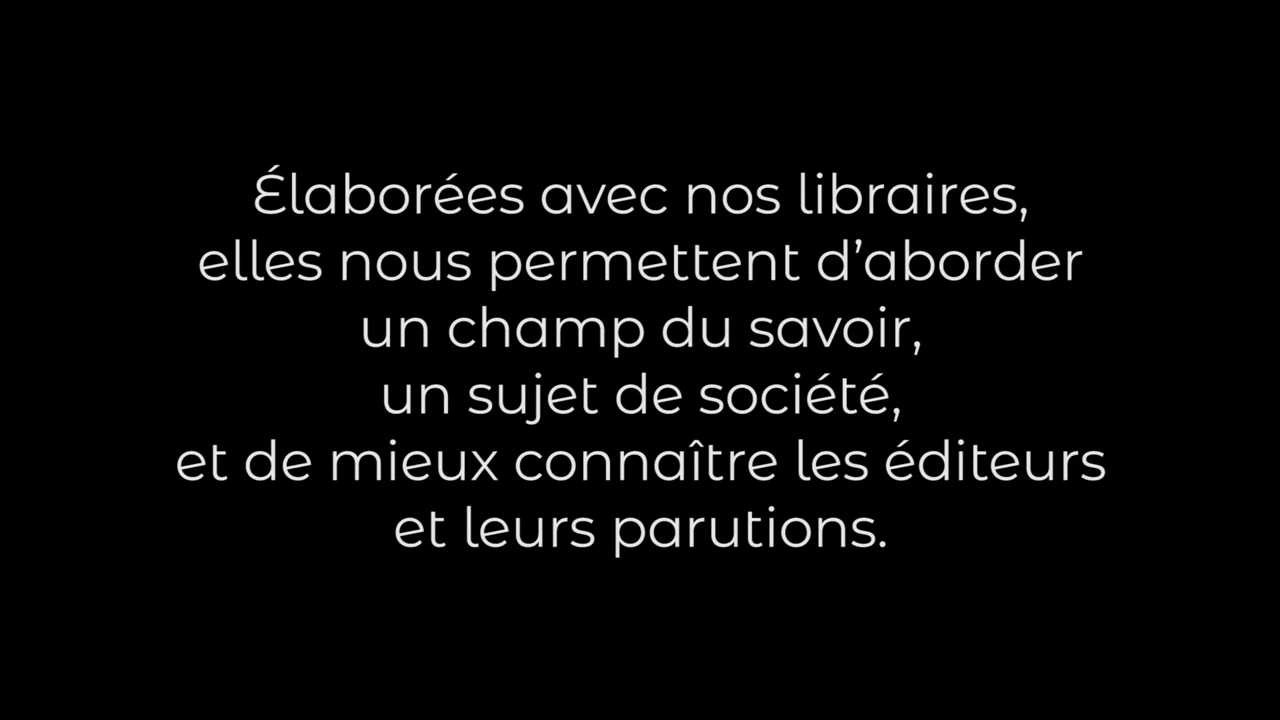 Élaborées avec nos libraires,
elles nous permettent d’aborder
un champ du savoir,
un sujet de société,
et de mieux connaître les éditeurs
et leurs parutions.